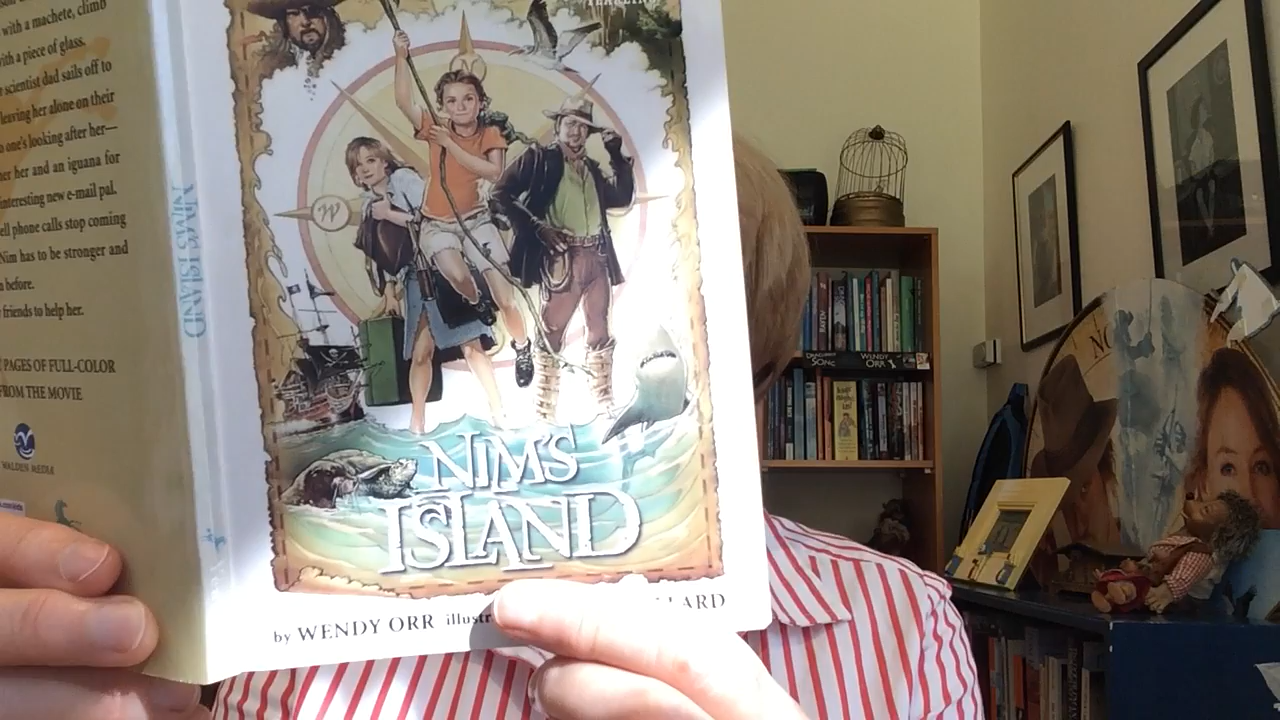 with a machete, climb
with a piece of glass.
scientist dad sails off to
leaving her alone on their
one's looking after her—
her and an iguana for
interesting new e-mail pal.
phone calls stop coming
Nim has to be stronger and
before.
friends to help her.
PAGES OF FULL-COLOR
FROM THE MOVIE
WALDEN MEDIA
NIM'S ISLAND
YEARLING
N
W
NIM'S
ISLAND
by WENDY ORR
DRAGONFLY
SONG
WENDY
ORR